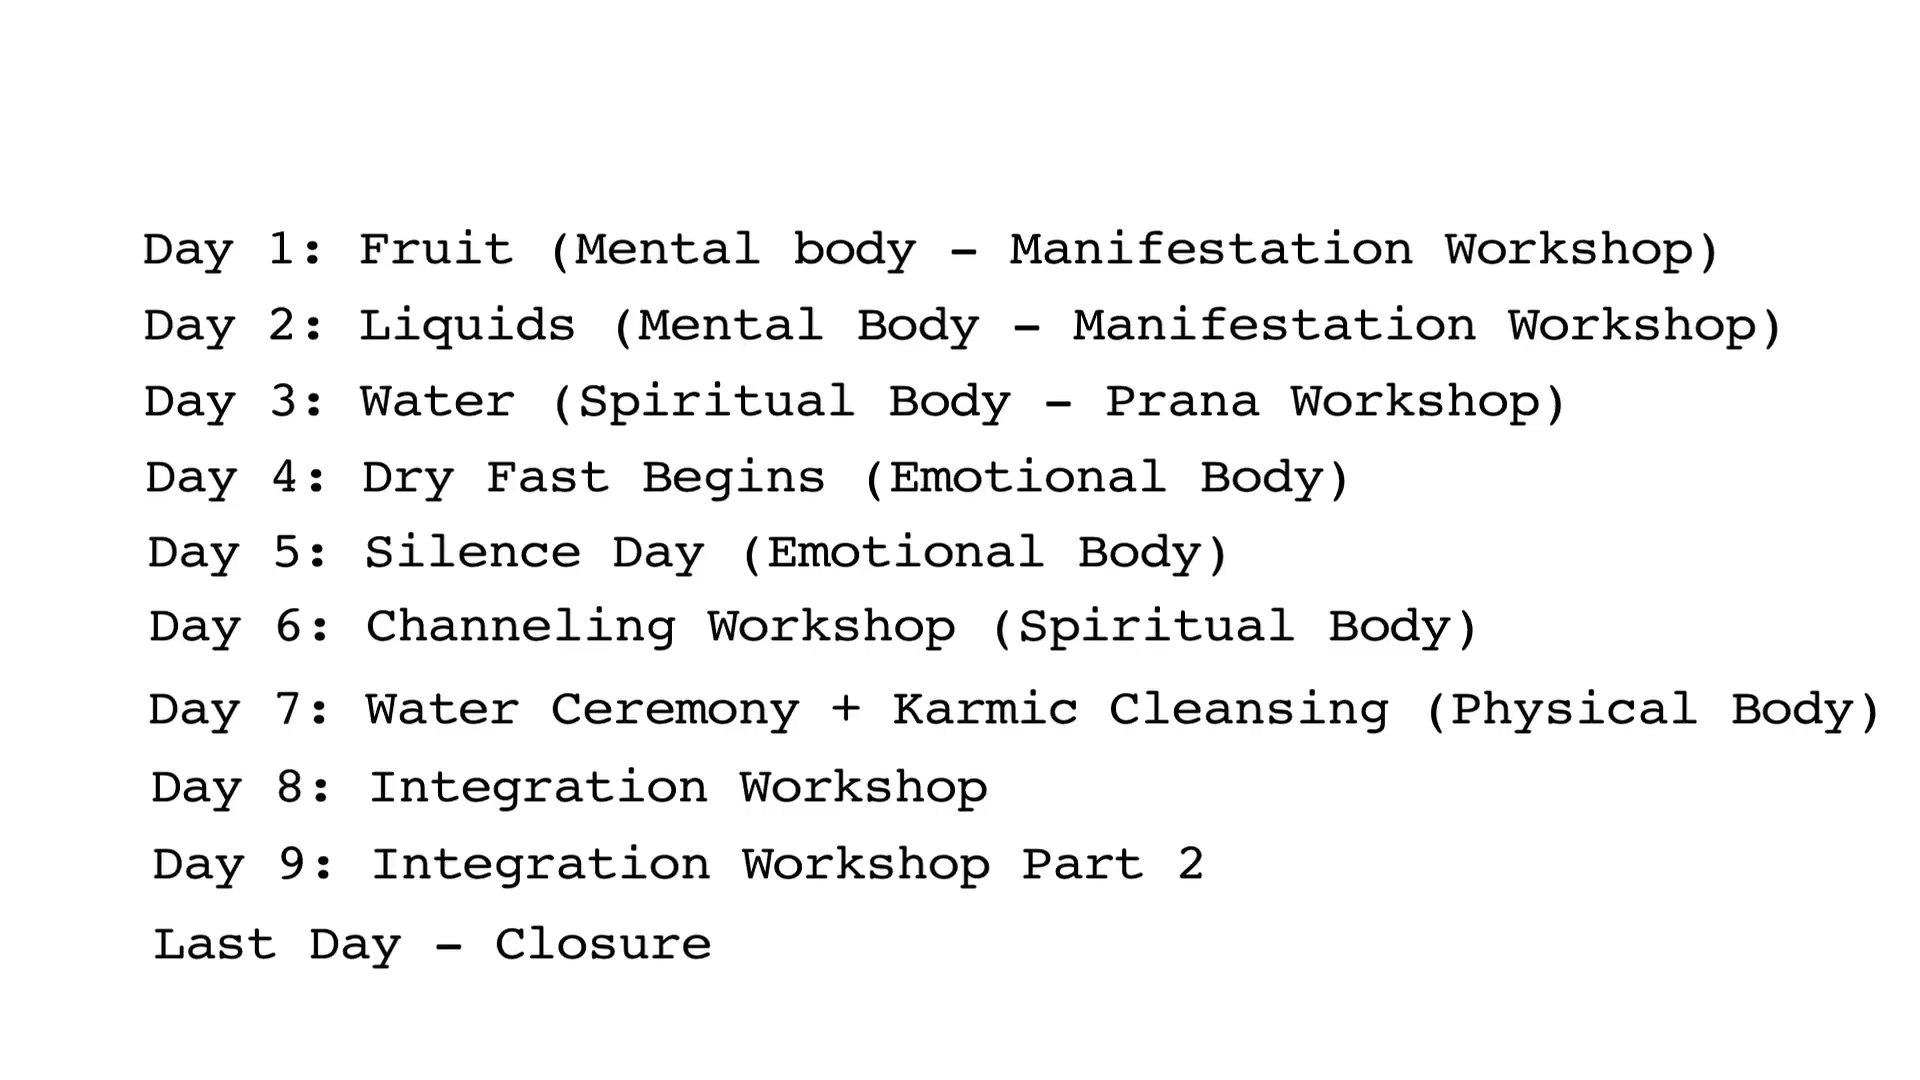 Day 1: Fruit (Mental body - Manifestation Workshop)
Day 2: Liquids (Mental Body - Manifestation Workshop)
Day 3: Water (Spiritual Body - Prana Workshop)
Day 4: Dry Fast Begins (Emotional Body)
Day 5: Silence Day (Emotional Body)
Day 6: Channeling Workshop (Spiritual Body)
Day 7: Water Ceremony + Karmic Cleansing (Physical Body)
Day 8: Integration Workshop
Day 9: Integration Workshop Part 2
Last Day - Closure